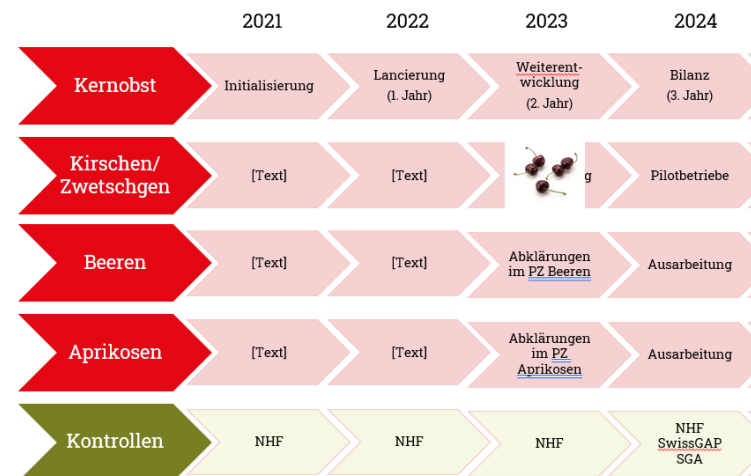 2021 2022 2023 2024
Kernobst
Initialisierung
Lancierung
(1. Jahr)
Weiterent-
wicklung
(2. Jahr)
Bilanz
(3. Jahr)
Kirschen/
Zwetschgen
[Text]
[Text]
g
Pilotbetriebe
Beeren
[Text]
[Text]
Abklärungen
im PZ Beeren
Ausarbeitung
Aprikosen
[Text]
[Text]
Abklärungen
im PZ
Aprikosen
Ausarbeitung
Kontrollen
NHF
NHF
NHF
NHF
SwissGAP
SGA